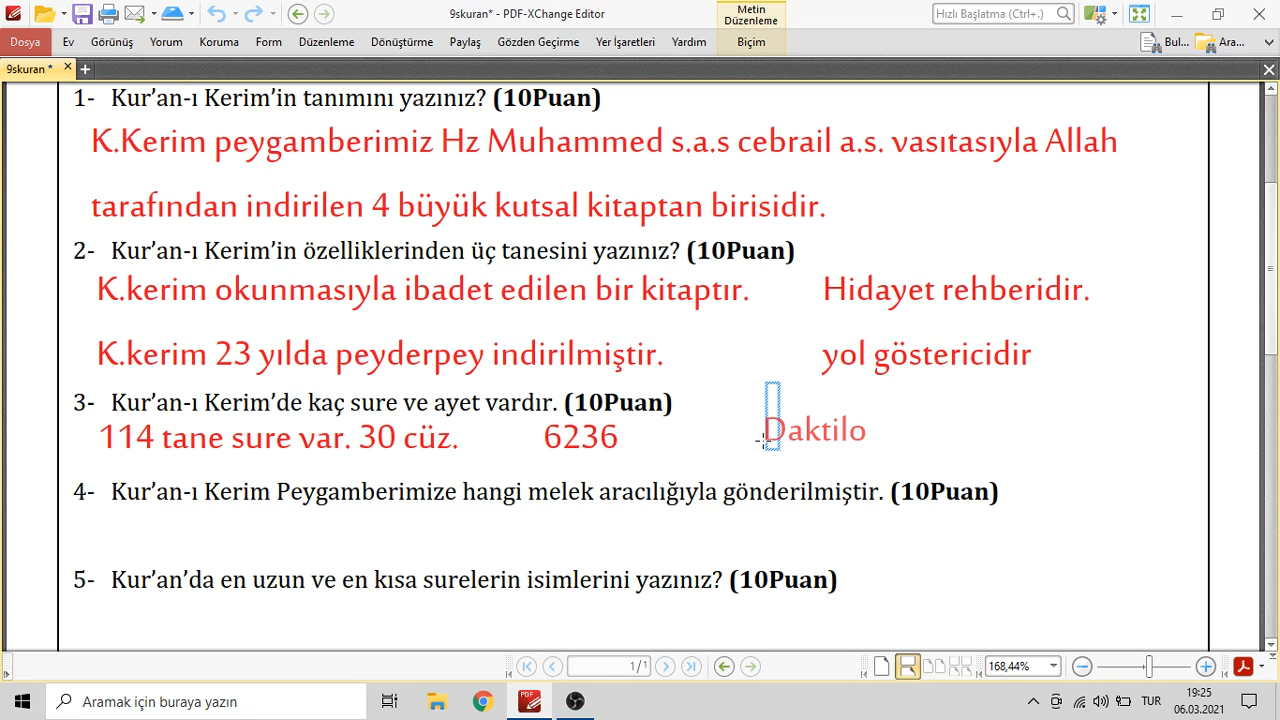 9skuran* - PDF-XChange Editor
Metin Düzenleme
Hızlı Başlatma (Ctrl+.)
Dosya Ev Görünüş Yorum Koruma Form Düzenleme Dönüştürme Paylaş Gözden Geçirme Yer İşaretleri Yardım Biçim Bul... Ara...
9skuran *
1- Kur'an-ı Kerim'in tanımını yazınız? (10Puan)
K.Kerim peygamberimiz Hz Muhammed s.a.s cebrail a.s. vasıtasıyla Allah
tarafından indirilen 4 büyük kutsal kitaptan birisidir.
2- Kur'an-ı Kerim'in özelliklerinden üç tanesini yazınız? (10Puan)
K.kerim okunmasıyla ibadet edilen bir kitaptır. Hidayet rehberidir.
K.kerim 23 yılda peyderpey indirilmiştir. yol göstericidir
3- Kur'an-ı Kerim'de kaç sure ve ayet vardır. (10Puan)
114 tane sure var. 30 cüz. 6236 Daktilo
4- Kur'an-ı Kerim Peygamberimize hangi melek aracılığıyla gönderilmiştir. (10Puan)
5- Kur'an'da en uzun ve en kısa surelerin isimlerini yazınız? (10Puan)
1/1 168,44%
Aramak için buraya yazın
TUR
19:25
06.03.2021